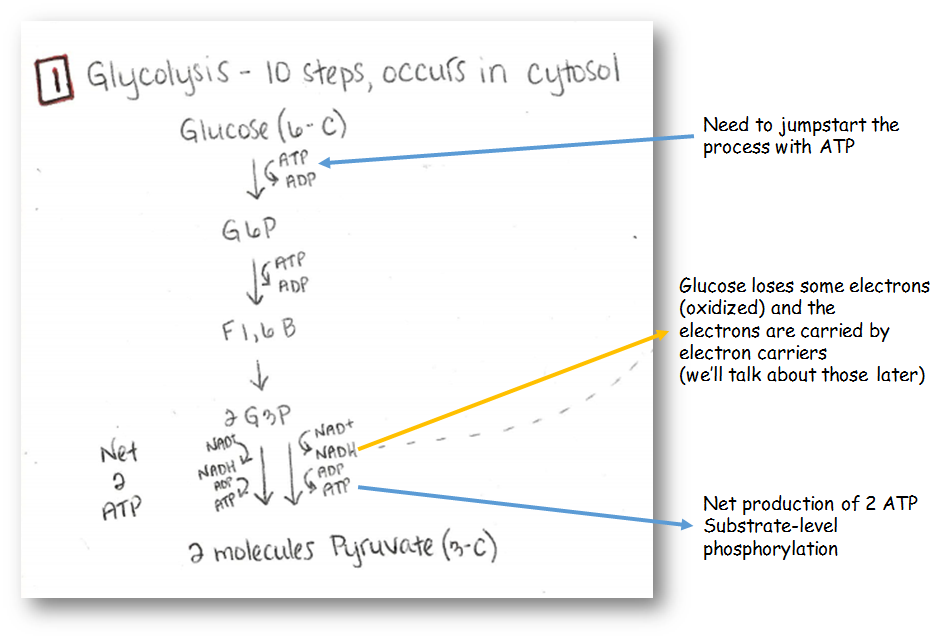 1 Glycolysis - 10 steps, occurs in cytosol
Glucose (6-C)
ATP
ADP
Need to jumpstart the
process with ATP
G6P
ATP
ADP
Glucose loses some electrons
(oxidized) and the
electrons are carried by
electron carriers
(we'll talk about those later)
F1,6 B
2 G3P
Net
2
ATP
NAD+
NADH
ADP
ATP
NAD+
NADH
ADP
ATP
Net production of 2 ATP
Substrate-level
phosphorylation
2 molecules Pyruvate (3-C)